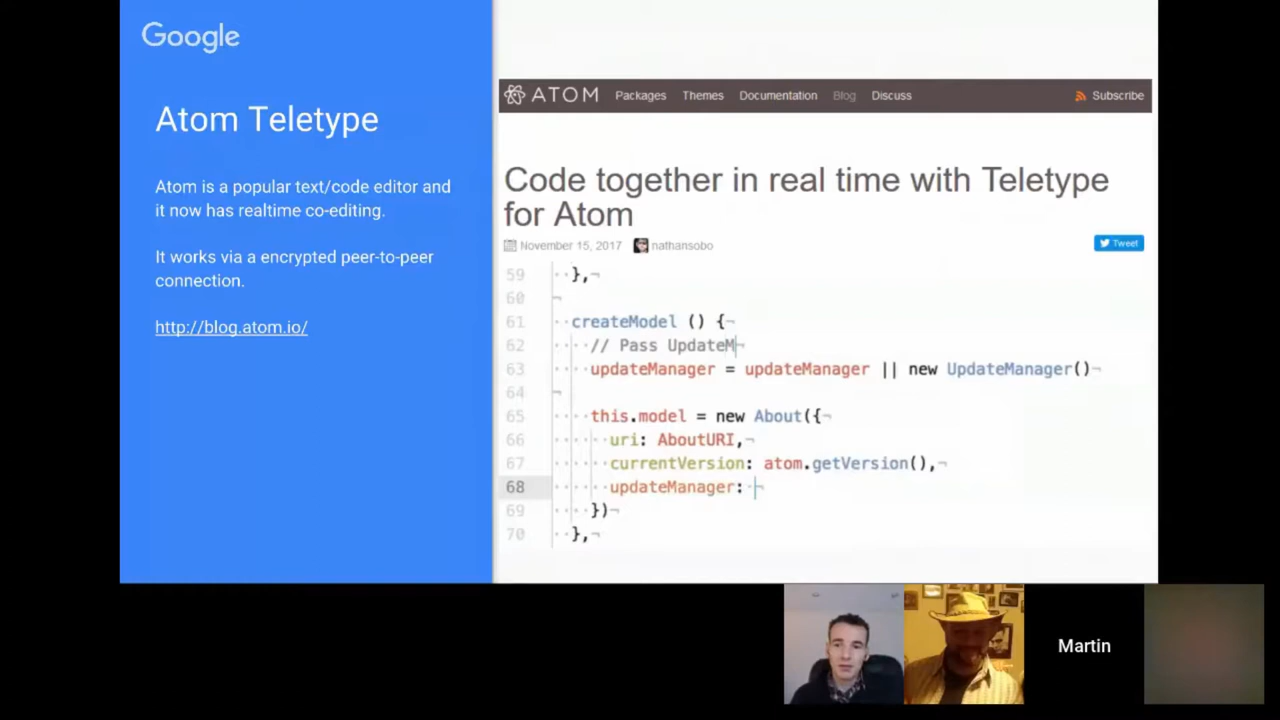 Google
Atom Teletype
Atom is a popular text/code editor and
it now has realtime co-editing.
It works via a encrypted peer-to-peer
connection.
http://blog.atom.io/
ATOM Packages Themes Documentation Blog Discuss Subscribe
Code together in real time with Teletype
for Atom
November 15, 2017 nathansobo Tweet
59 },
60
61 createModel () {
62 // Pass UpdateM
63 updateManager = updateManager || new UpdateManager()
64
65 this.model = new About({
66 uri: AboutURI,
67 currentVersion: atom.getVersion(),
68 updateManager:
69 })
70 },
Martin